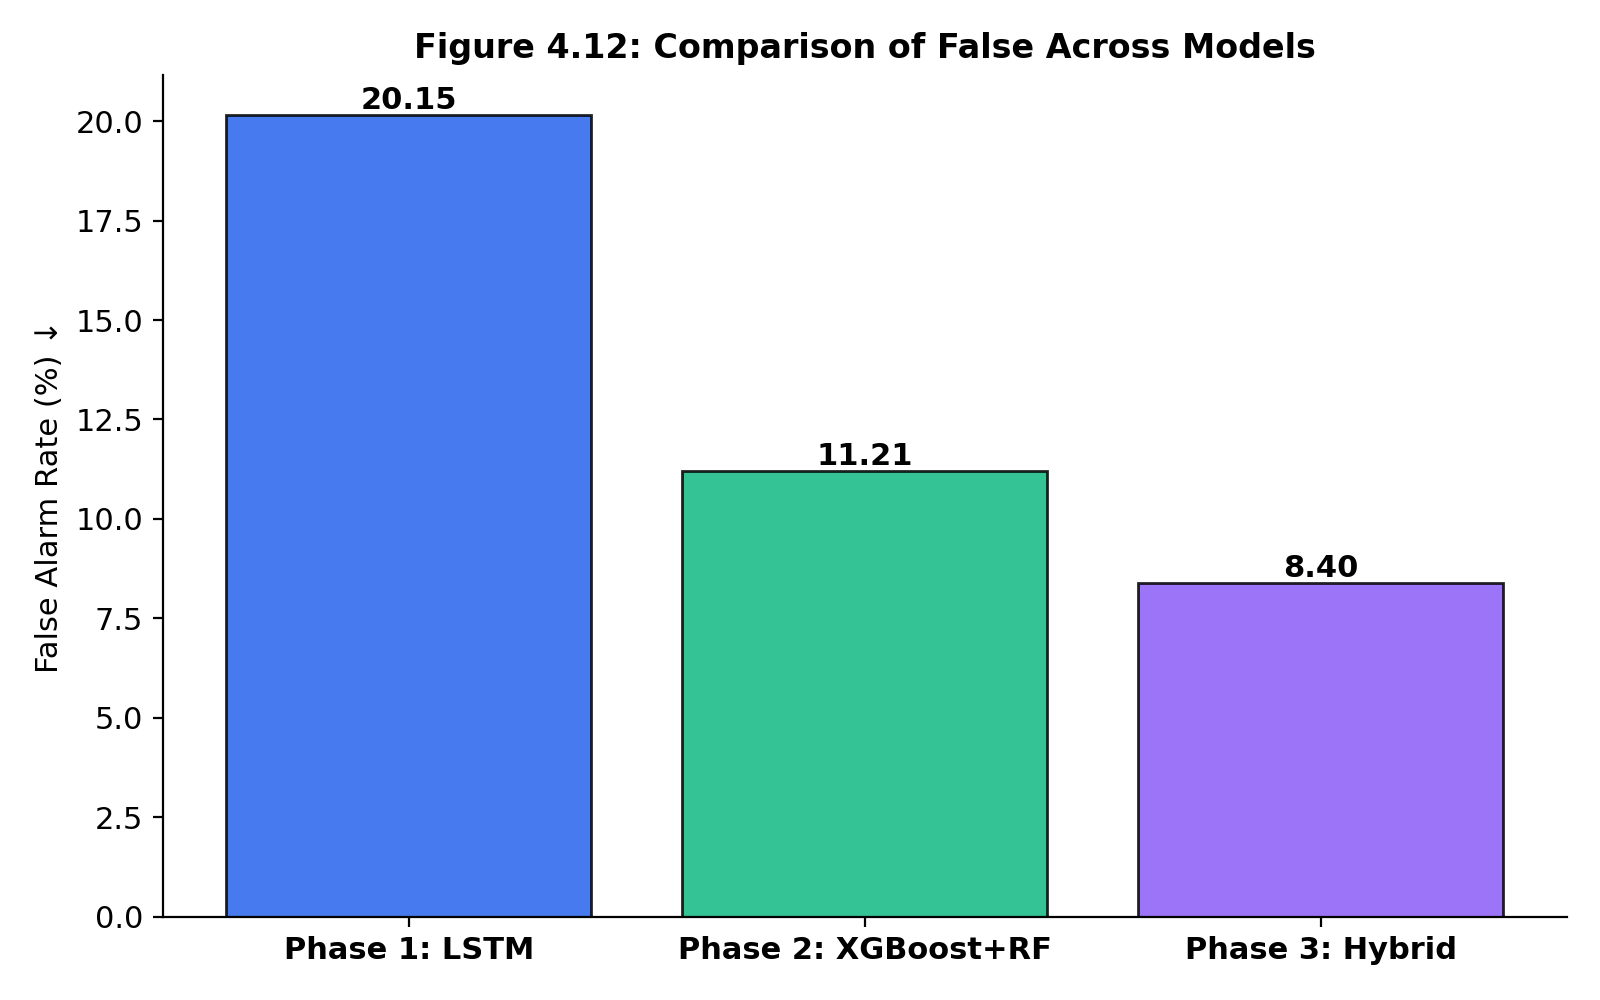 Figure 4.12: Comparison of False Across Models
False Alarm Rate (%) ↓
20.0
17.5
15.0
12.5
10.0
7.5
5.0
2.5
0.0
20.15
11.21
8.40
Phase 1: LSTM
Phase 2: XGBoost+RF
Phase 3: Hybrid